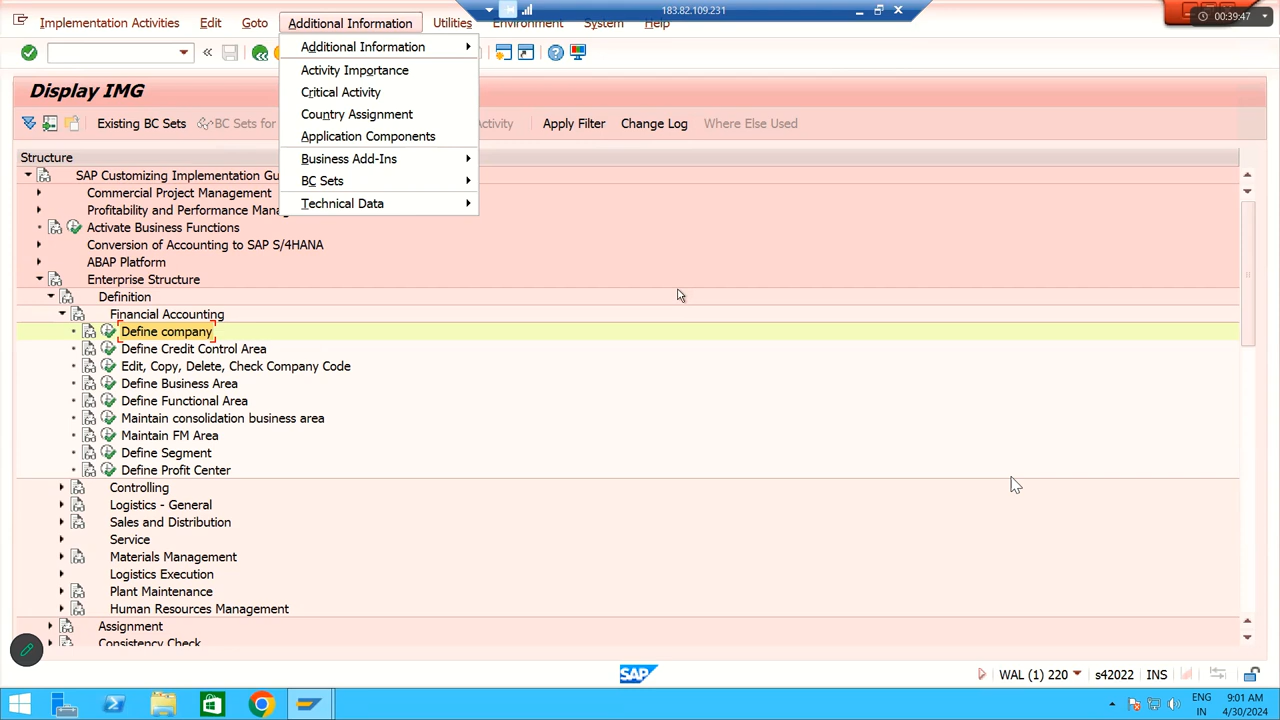 183.82.109.231
00:39:47
Implementation Activities Edit Goto Additional Information Utilities Environment System Help
Additional Information
Activity Importance
Critical Activity
Country Assignment
Application Components
Business Add-Ins
BC Sets
Technical Data
Display IMG
Existing BC Sets BC Sets for Activity Apply Filter Change Log Where Else Used
Structure
SAP Customizing Implementation Gu
Commercial Project Management
Profitability and Performance Mana
Activate Business Functions
Conversion of Accounting to SAP S/4HANA
ABAP Platform
Enterprise Structure
Definition
Financial Accounting
Define company
Define Credit Control Area
Edit, Copy, Delete, Check Company Code
Define Business Area
Define Functional Area
Maintain consolidation business area
Maintain FM Area
Define Segment
Define Profit Center
Controlling
Logistics - General
Sales and Distribution
Service
Materials Management
Logistics Execution
Plant Maintenance
Human Resources Management
Assignment
Consistency Check
SAP
WAL (1) 220 s42022 INS
ENG 9:01 AM
IN 4/30/2024